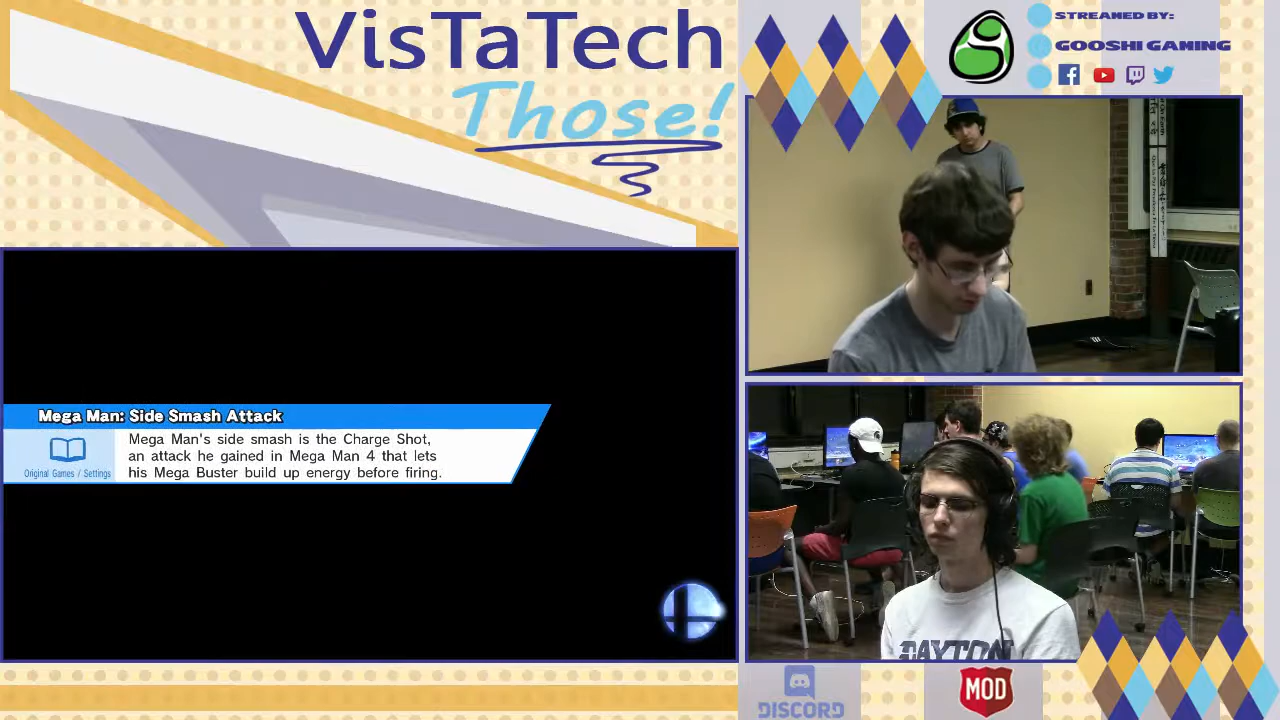 VisTaTech
Those!
STREAMED BY:
GOOSHI GAMING
Mega Man: Side Smash Attack
Original Games / Settings
Mega Man's side smash is the Charge Shot,
an attack he gained in Mega Man 4 that lets
his Mega Buster build up energy before firing.
DAYTON
DISCORD
MOD